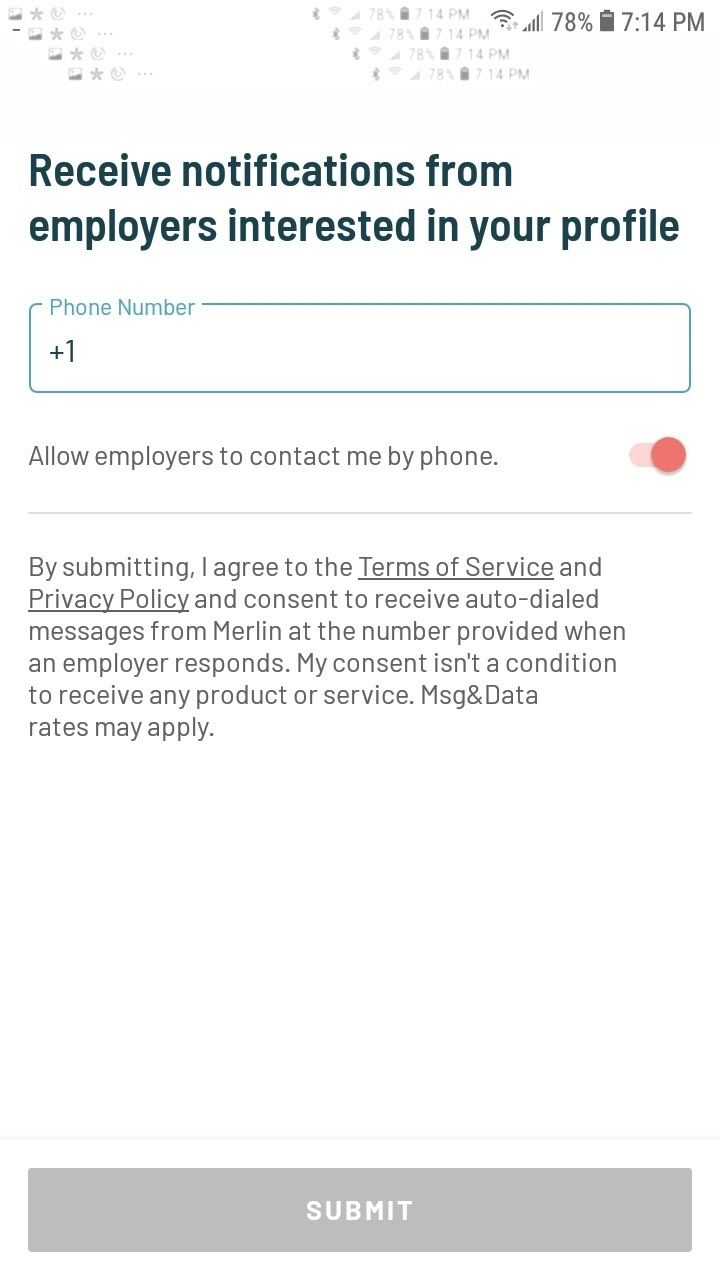 78% 7 14 PM
78% 7:14 PM
78% 7 14 PM
78% 7 14 PM
78% 7 14 PM
Receive notifications from
employers interested in your profile
Phone Number
+1
Allow employers to contact me by phone.
By submitting, I agree to the Terms of Service and
Privacy Policy and consent to receive auto-dialed
messages from Merlin at the number provided when
an employer responds. My consent isn't a condition
to receive any product or service. Msg&Data
rates may apply.
SUBMIT